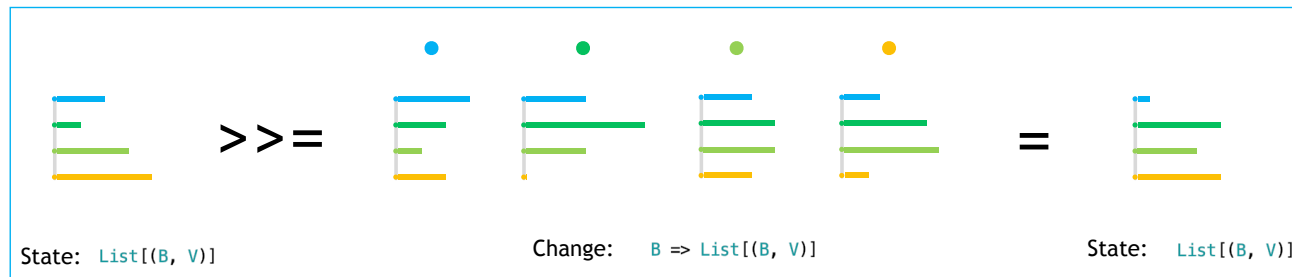 >>=
=
State: List[(B, V)]
Change: B => List[(B, V)]
State: List[(B, V)]